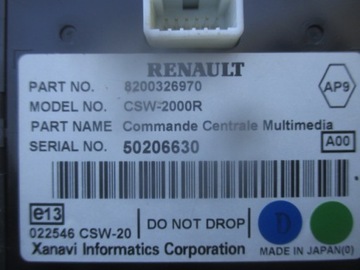 RENAULT
PART NO. 8200326970
AP9
MODEL NO. CSW-2000R
PART NAME Commande Centrale Multimedia
SERIAL NO. 50206630 A00
e13
DO NOT DROP D
022546 CSW-20
Xanavi Informatics Corporation MADE IN JAPAN(0)